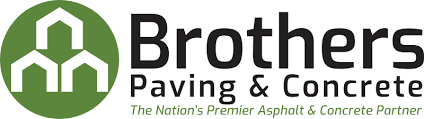 Brothers
Paving & Concrete
The Nation's Premier Asphalt & Concrete Partner